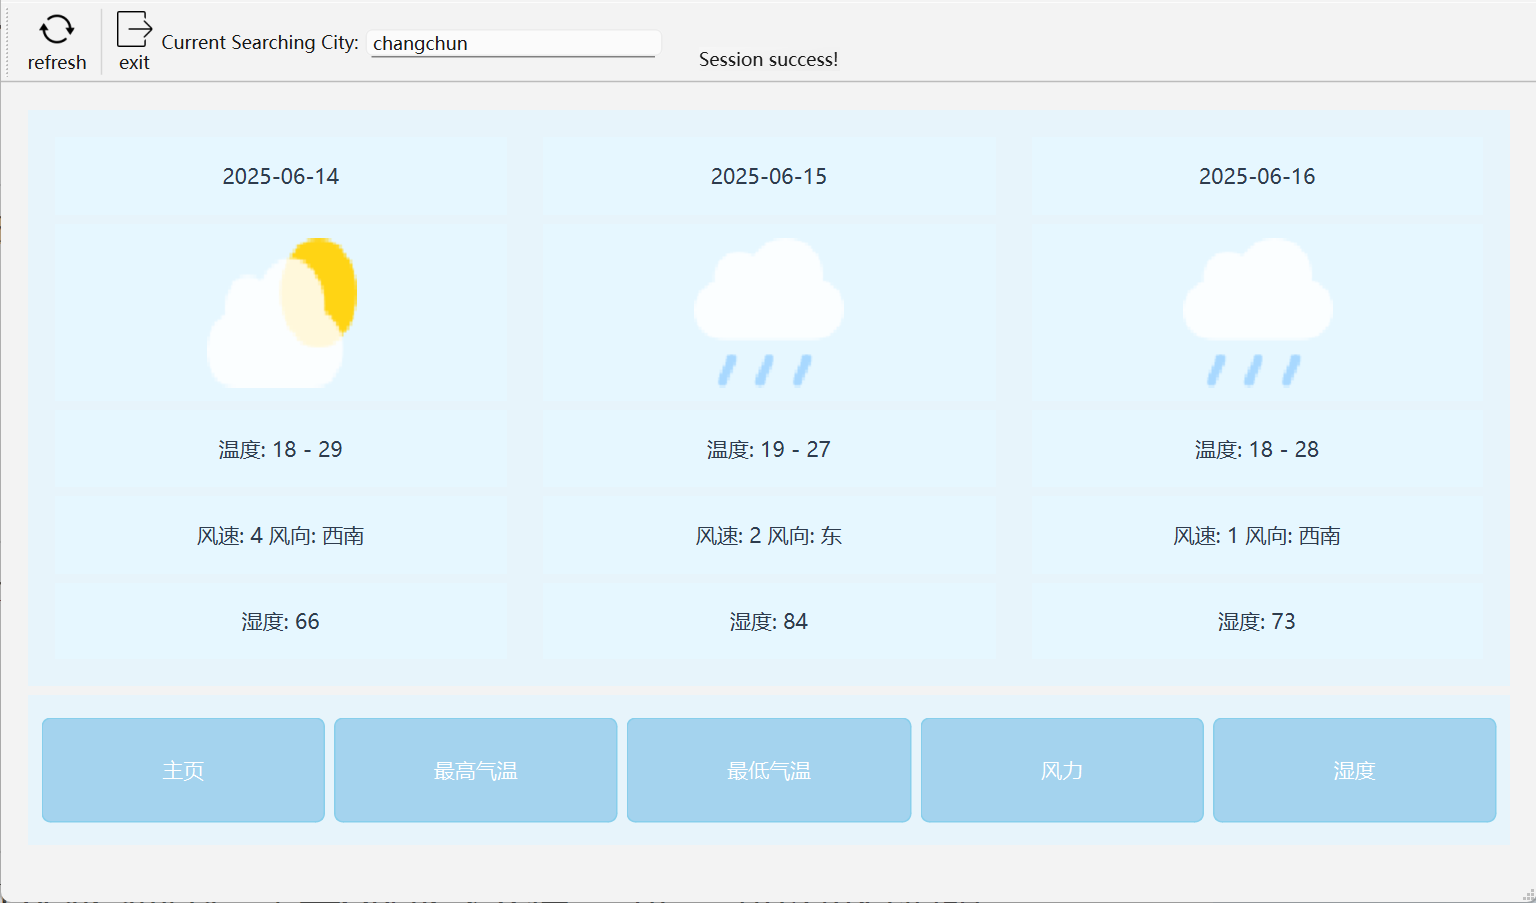 refresh
exit
Current Searching City: changchun
Session success!
2025-06-14
2025-06-15
2025-06-16
温度: 18 - 29
温度: 19 - 27
温度: 18 - 28
风速: 4 风向: 西南
风速: 2 风向: 东
风速: 1 风向: 西南
湿度: 66
湿度: 84
湿度: 73
主页
最高气温
最低气温
风力
湿度